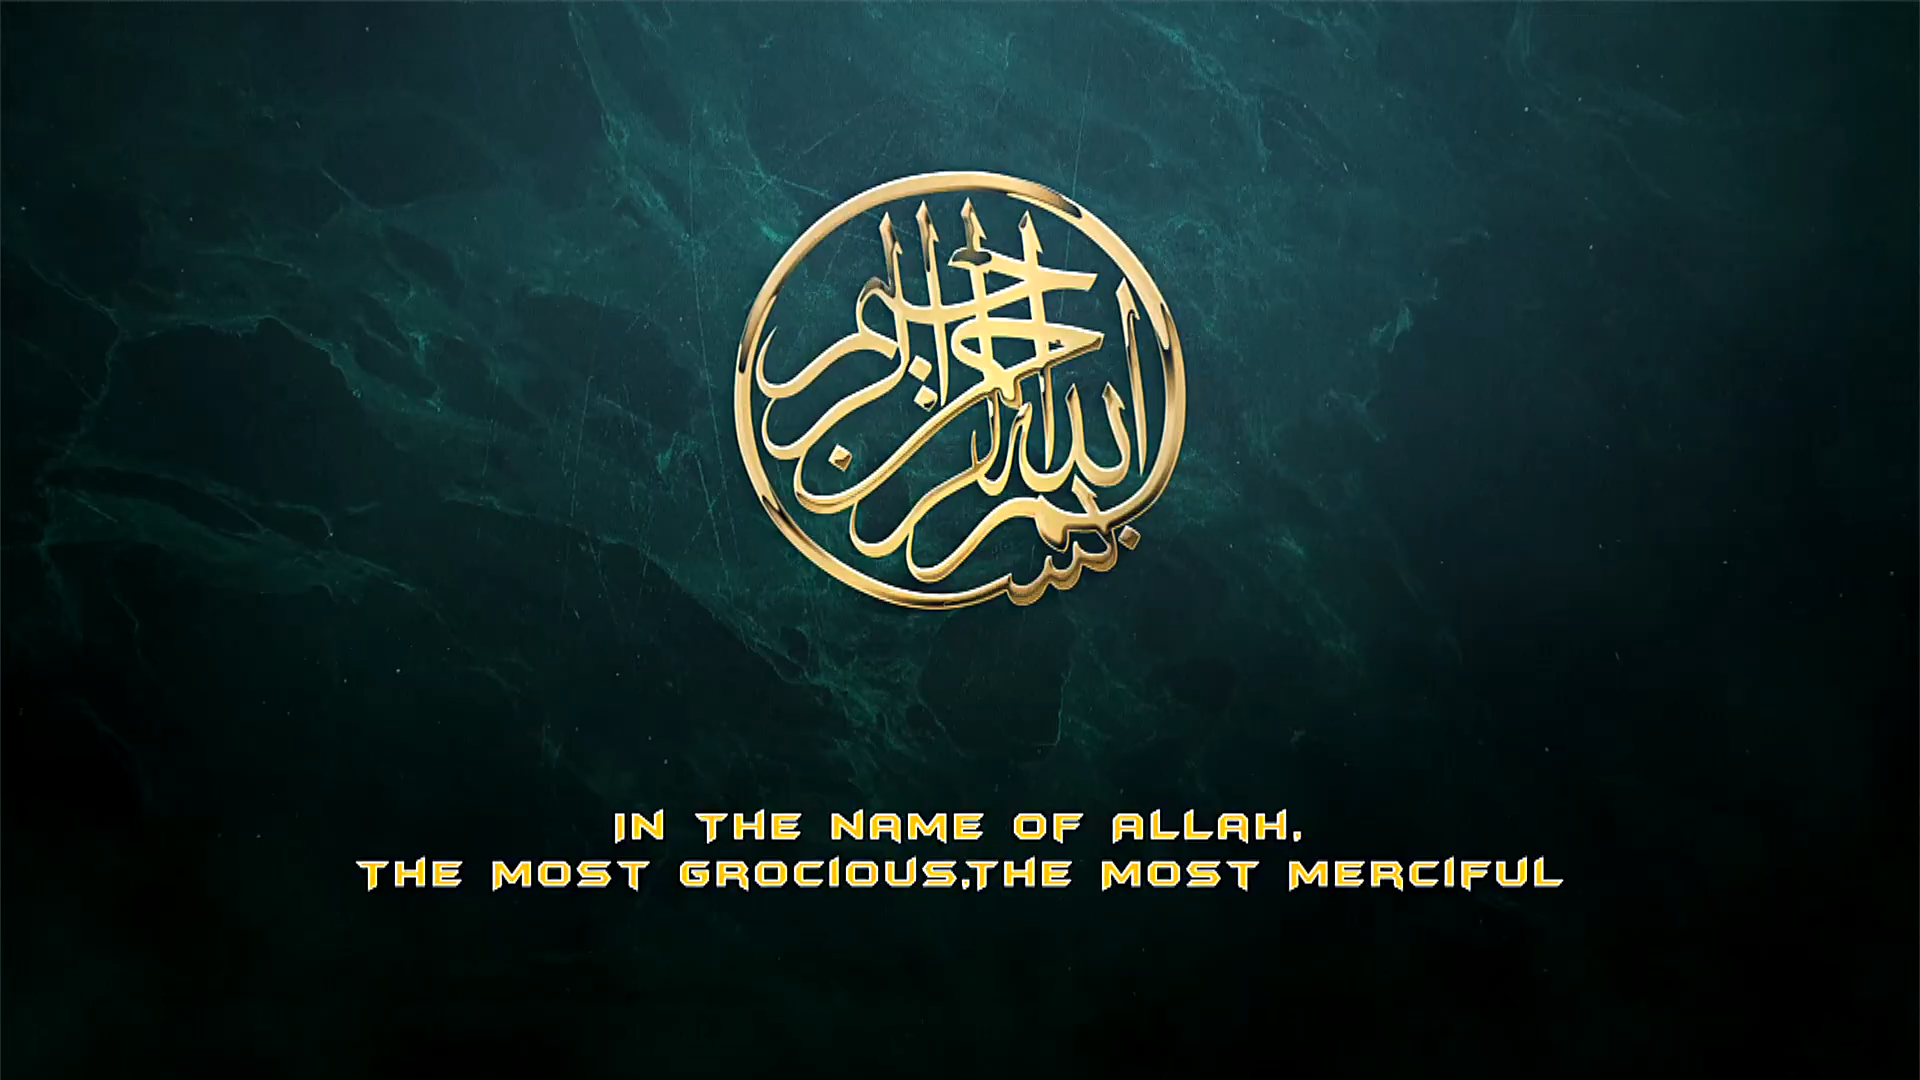 بسم الله الرحمن الرحيم
IN THE NAME OF ALLAH,
THE MOST GROCIOUS,THE MOST MERCIFUL